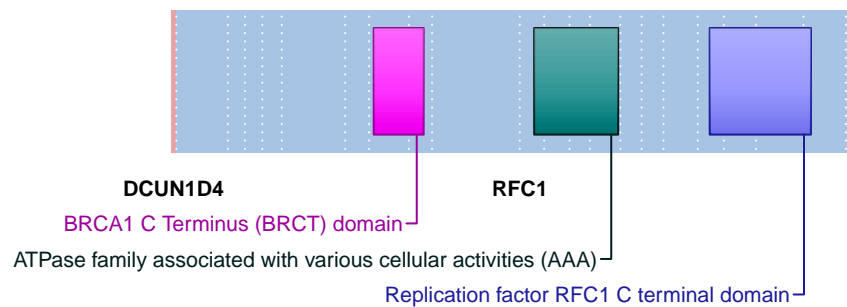 DCUN1D4 RFC1
BRCA1 C Terminus (BRCT) domain
ATPase family associated with various cellular activities (AAA)
Replication factor RFC1 C terminal domain